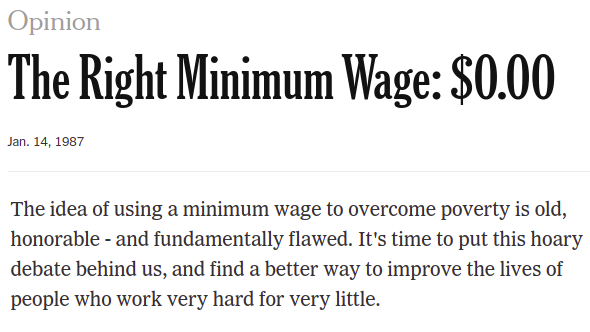 Opinion
The Right Minimum Wage: $0.00
Jan. 14, 1987
The idea of using a minimum wage to overcome poverty is old,
honorable - and fundamentally flawed. It's time to put this hoary
debate behind us, and find a better way to improve the lives of
people who work very hard for very little.